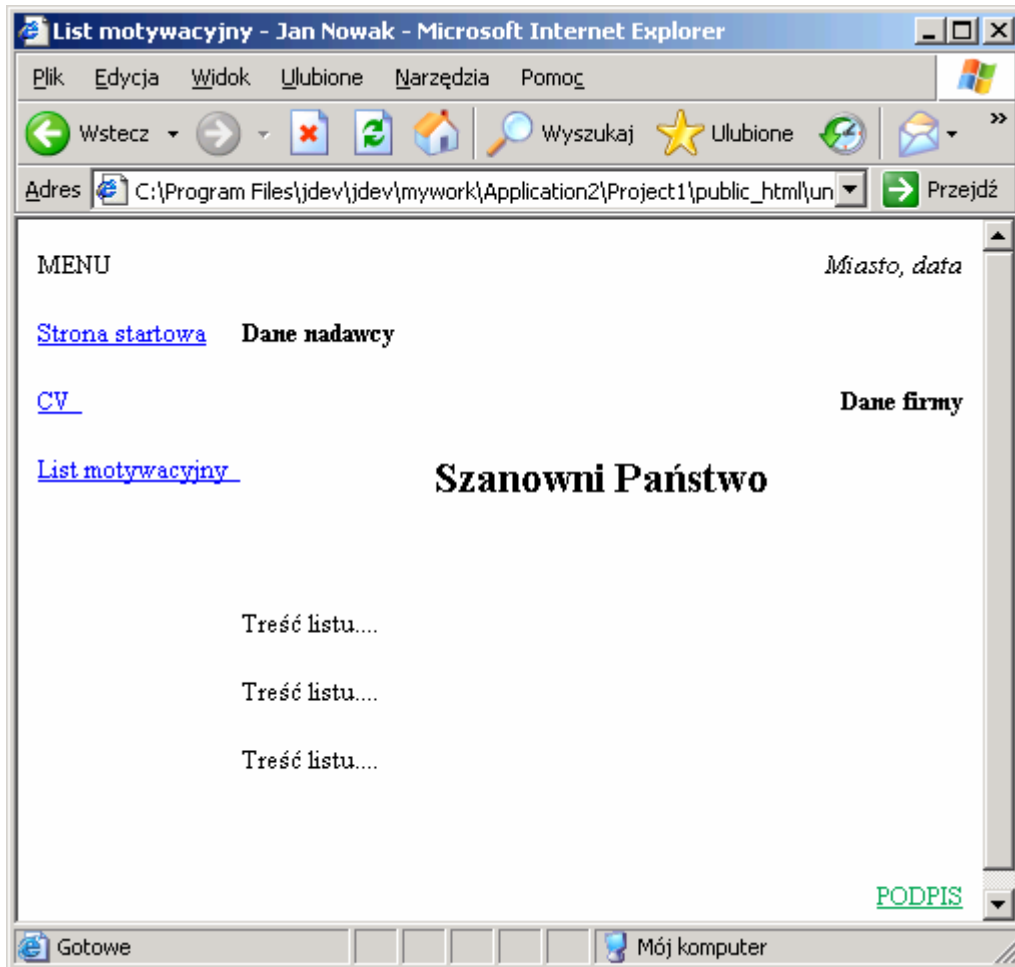 List motywacyjny - Jan Nowak - Microsoft Internet Explorer
Plik Edycja Widok Ulubione Narzędzia Pomoc
Wstecz Wyszukaj Ulubione »
Adres C:\Program Files\jdev\jdev\mywork\Application2\Project1\public_html\un Przejdź
MENU Miasto, data
Strona startowa Dane nadawcy
CV Dane firmy
List motywacyjny Szanowni Państwo
Treść listu....
Treść listu....
Treść listu....
PODPIS
Gotowe Mój komputer